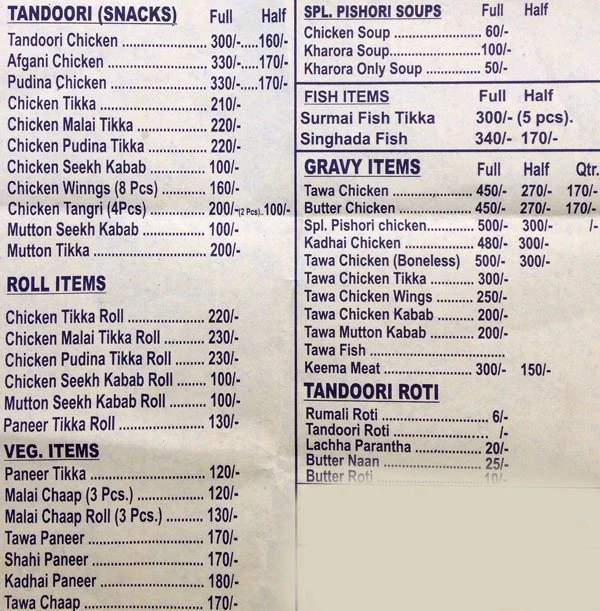 TANDOORI (SNACKS) Full Half
Tandoori Chicken ........................ 300/-.....160/-
Afgani Chicken ........................ 330/-.....170/-
Pudina Chicken ........................ 330/-.....170/-
Chicken Tikka ........................ 210/-
Chicken Malai Tikka .................. 220/-
Chicken Pudina Tikka ................ 220/-
Chicken Seekh Kabab .............. 100/-
Chicken Winngs (8 Pcs) ............ 160/-
Chicken Tangri (4Pcs) .............. 200/-(2 Pcs)..100/-
Mutton Seekh Kabab ................ 100/-
Mutton Tikka ............................ 200/-
ROLL ITEMS
Chicken Tikka Roll .................... 220/-
Chicken Malai Tikka Roll ............ 230/-
Chicken Pudina Tikka Roll .......... 230/-
Chicken Seekh Kabab Roll ........ 100/-
Mutton Seekh Kabab Roll .......... 100/-
Paneer Tikka Roll ...................... 130/-
VEG. ITEMS
Paneer Tikka ............................ 120/-
Malai Chaap (3 Pcs.) ................ 120/-
Malai Chaap Roll (3 Pcs.) .......... 130/-
Tawa Paneer ............................ 170/-
Shahi Paneer ............................ 170/-
Kadhai Paneer .......................... 180/-
Tawa Chaap .............................. 170/-
SPL. PISHORI SOUPS Full Half
Chicken Soup ...................... 60/-
Kharora Soup......................100/-
Kharora Only Soup .............. 50/-
FISH ITEMS Full Half
Surmai Fish Tikka 300/- (5 pcs).
Singhada Fish 340/- 170/-
GRAVY ITEMS Full Half Qtr.
Tawa Chicken ...................... 450/- 270/- 170/-
Butter Chicken .................... 450/- 270/- 170/-
Spl. Pishori chicken.............. 500/- 300/- /-
Kadhai Chicken .................... 480/- 300/-
Tawa Chicken (Boneless) 500/- 300/-
Tawa Chicken Tikka .............. 300/-
Tawa Chicken Wings ............ 250/-
Tawa Chicken Kabab ............ 200/-
Tawa Mutton Kabab .............. 200/-
Tawa Fish ................................
Keema Meat .......................... 300/- 150/-
TANDOORI ROTI
Rumali Roti ............................ 6/-
Tandoori Roti .......................... /-
Lachha Parantha .................... 20/-
Butter Naan ............................ 25/-
Butter Roti ............................ 10/-